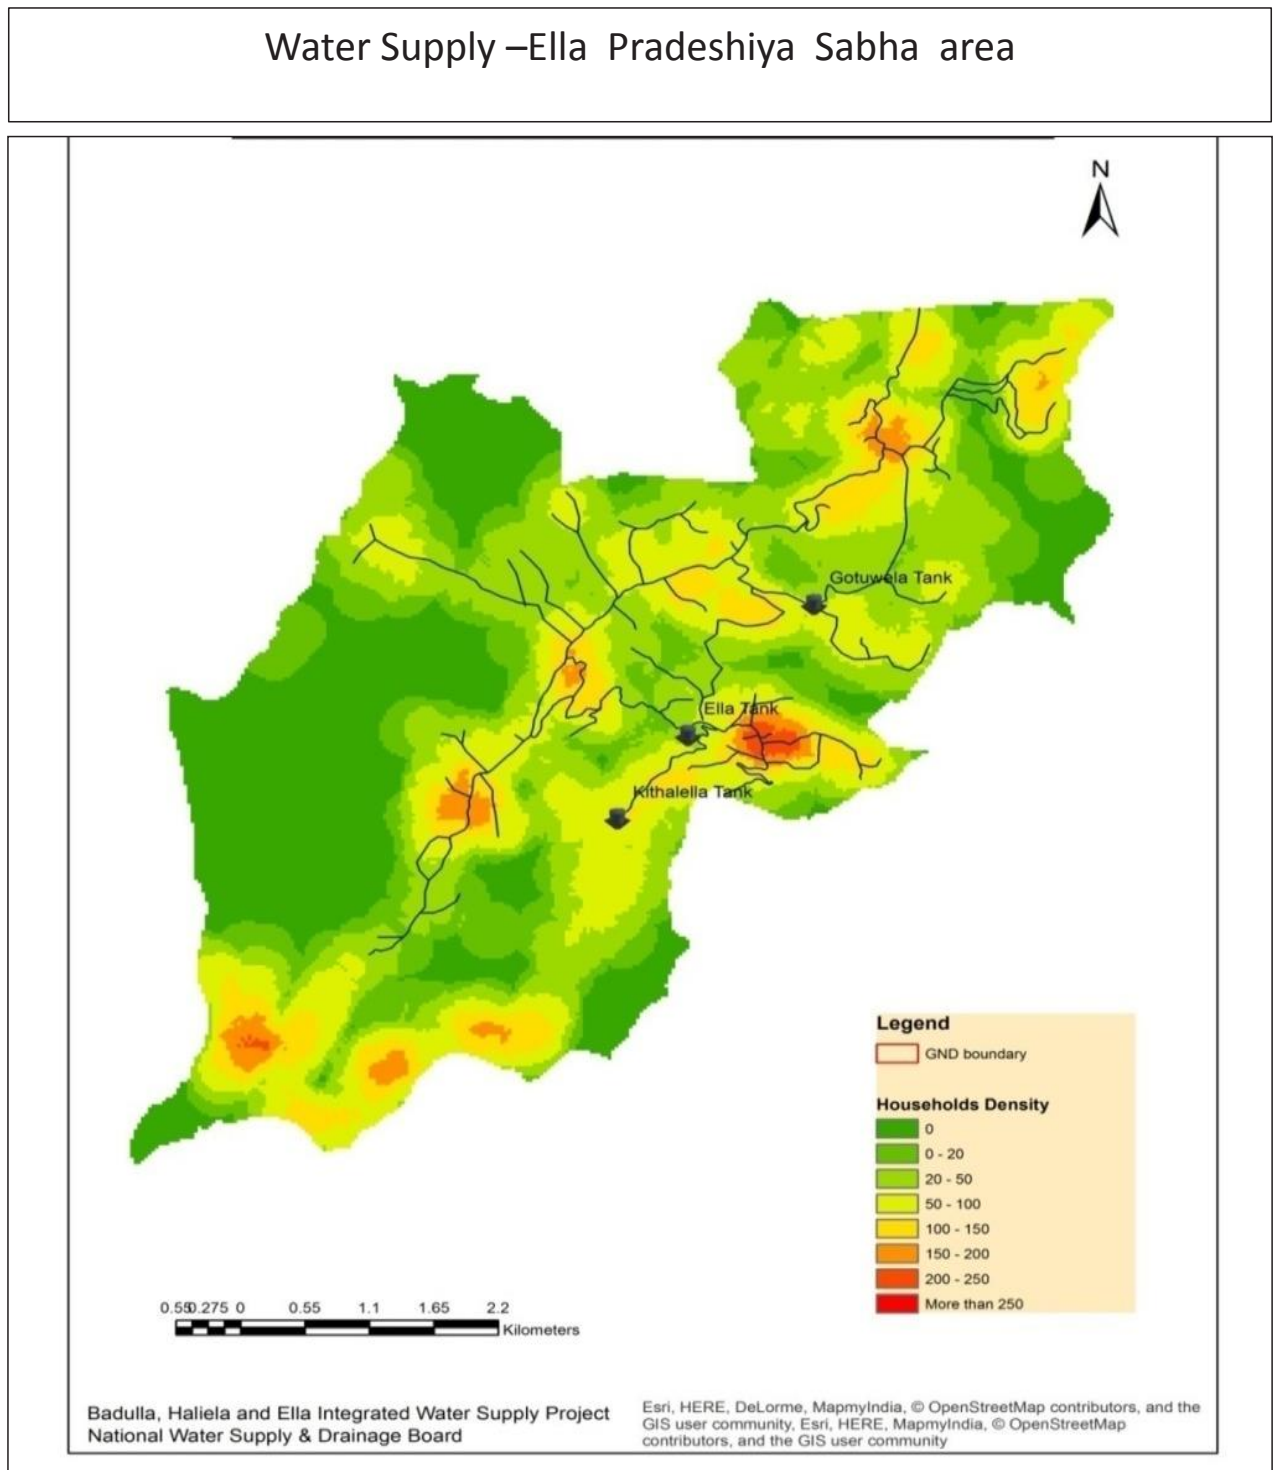 Water Supply –Ella Pradeshiya Sabha area
N
Gotuwela Tank
Ella Tank
Kithalella Tank
Legend
GND boundary
Households Density
0
0 - 20
20 - 50
50 - 100
100 - 150
150 - 200
200 - 250
More than 250
0.55 0.275 0 0.55 1.1 1.65 2.2
Kilometers
Badulla, Haliela and Ella Integrated Water Supply Project
National Water Supply & Drainage Board
Esri, HERE, DeLorme, MapmyIndia, © OpenStreetMap contributors, and the
GIS user community, Esri, HERE, MapmyIndia, © OpenStreetMap
contributors, and the GIS user community